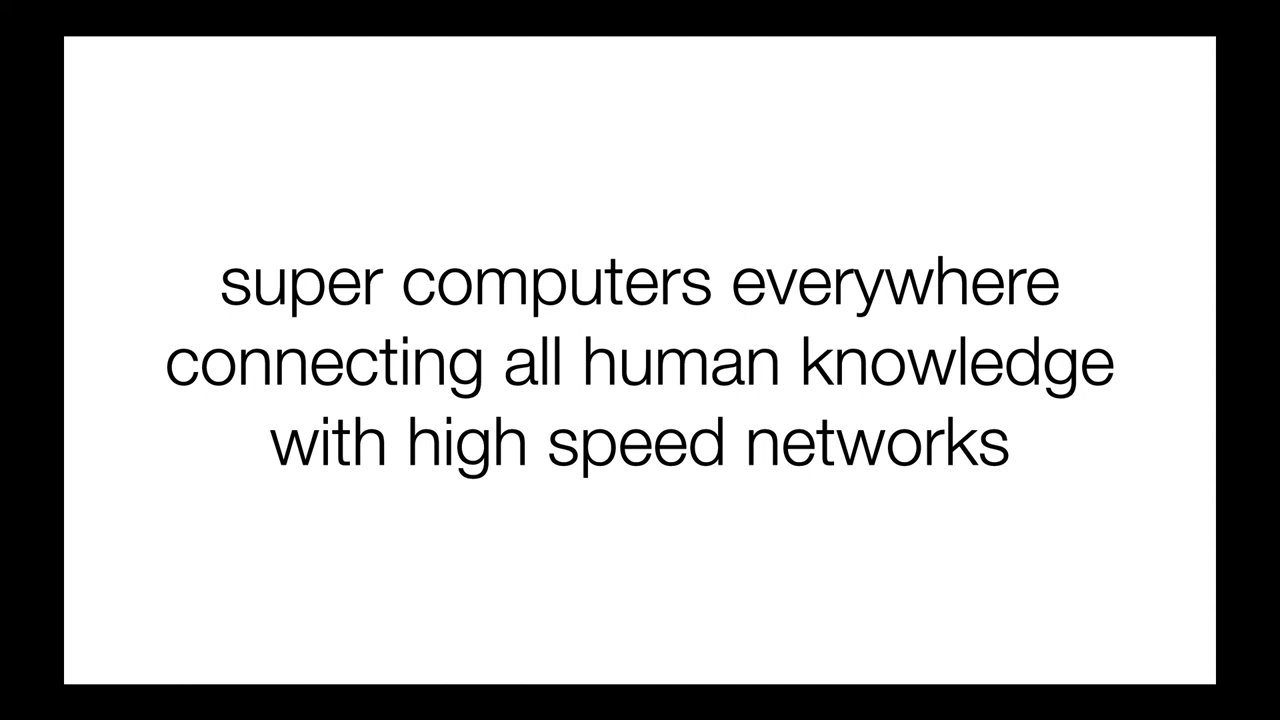 super computers everywhere
connecting all human knowledge
with high speed networks